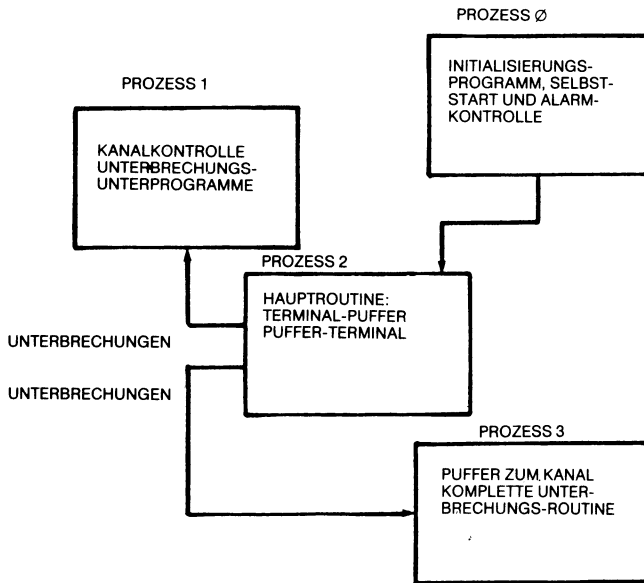 PROZESS Ø
INITIALISIERUNGS-
PROGRAMM, SELBST-
START UND ALARM-
KONTROLLE
PROZESS 1
KANALKONTROLLE
UNTERBRECHUNGS-
UNTERPROGRAMME
PROZESS 2
HAUPTROUTINE:
TERMINAL-PUFFER
PUFFER-TERMINAL
UNTERBRECHUNGEN
UNTERBRECHUNGEN
PROZESS 3
PUFFER ZUM KANAL
KOMPLETTE UNTER-
BRECHUNGS-ROUTINE